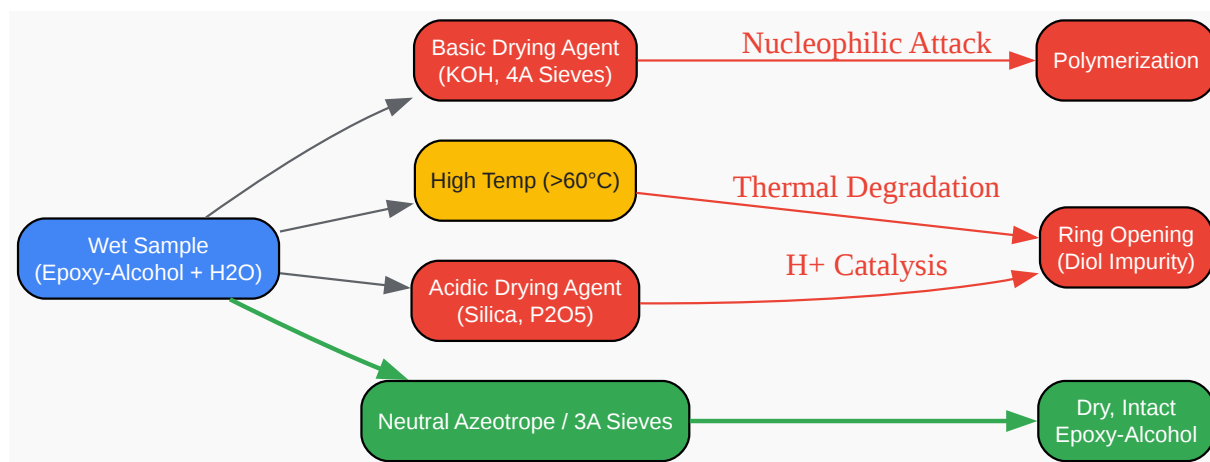 Basic Drying Agent
(KOH, 4A Sieves)
Nucleophilic Attack
Polymerization
High Temp (>60°C)
Thermal Degradation
Wet Sample
(Epoxy-Alcohol + H2O)
Ring Opening
(Diol Impurity)
H+ Catalysis
Acidic Drying Agent
(Silica, P2O5)
Neutral Azeotrope / 3A Sieves
Dry, Intact
Epoxy-Alcohol